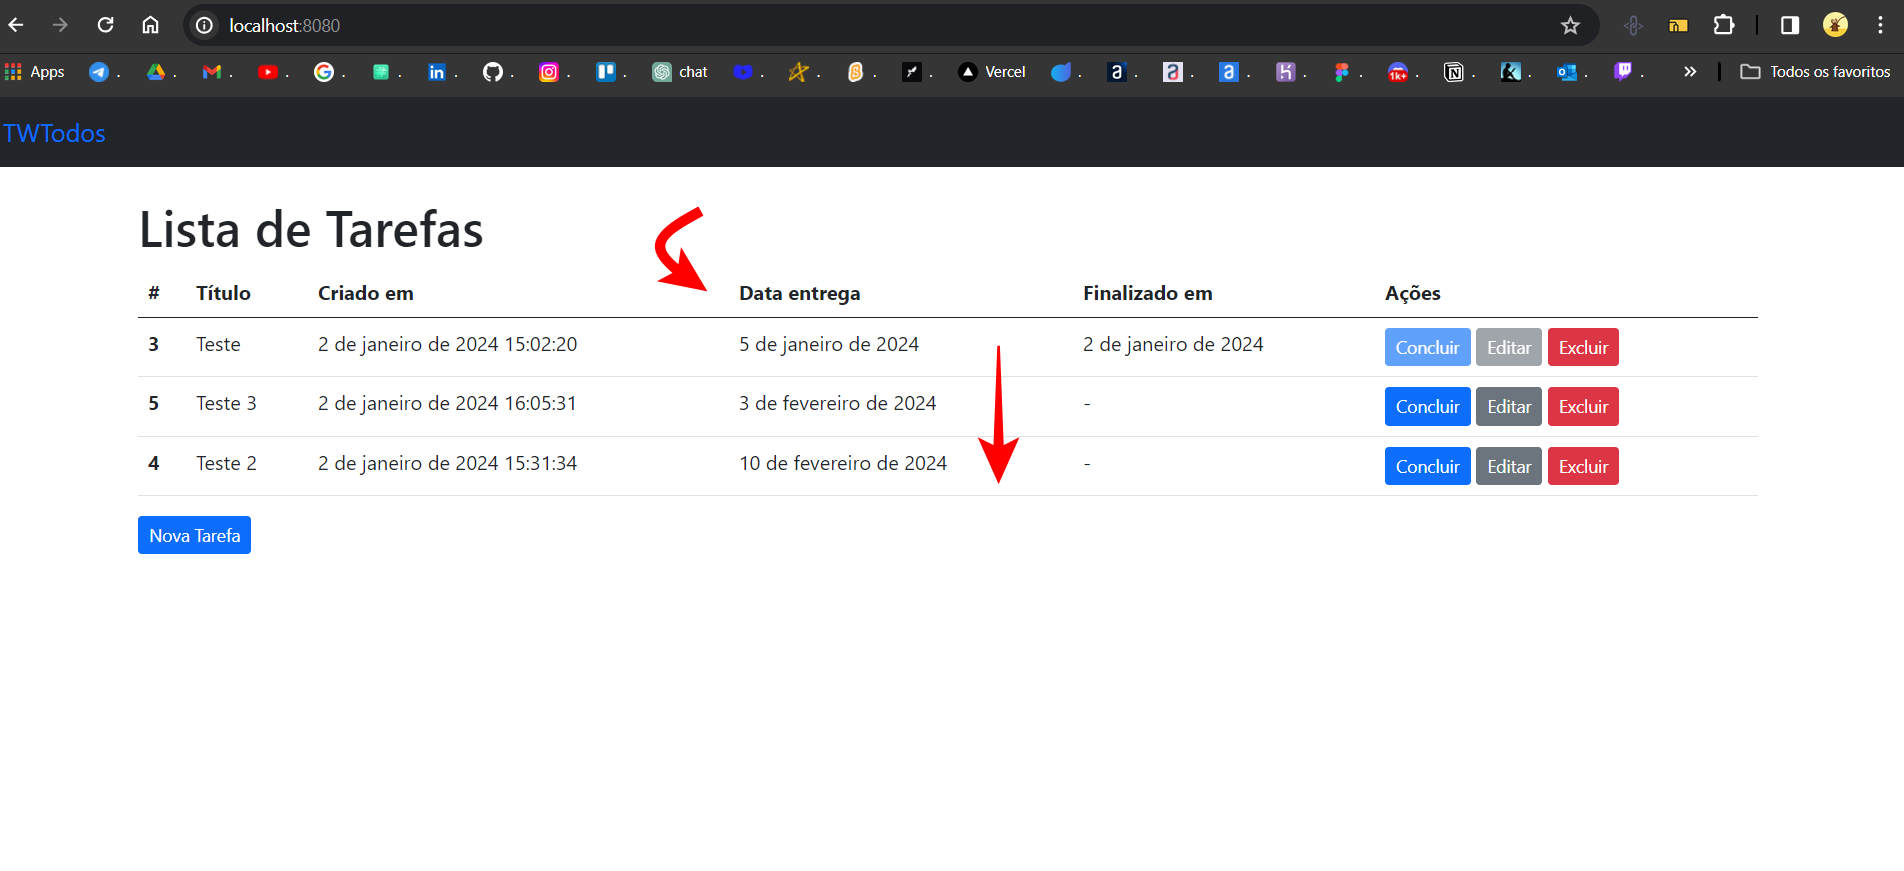 localhost:8080
Apps . . . . . . . . . . . chat . . . . Vercel . . . . . . 1k+ . . . . . » Todos os favoritos
TWTodos
Lista de Tarefas
# Título Criado em Data entrega Finalizado em Ações
3 Teste 2 de janeiro de 2024 15:02:20 5 de janeiro de 2024 2 de janeiro de 2024 Concluir Editar Excluir
5 Teste 3 2 de janeiro de 2024 16:05:31 3 de fevereiro de 2024 - Concluir Editar Excluir
4 Teste 2 2 de janeiro de 2024 15:31:34 10 de fevereiro de 2024 - Concluir Editar Excluir
Nova Tarefa